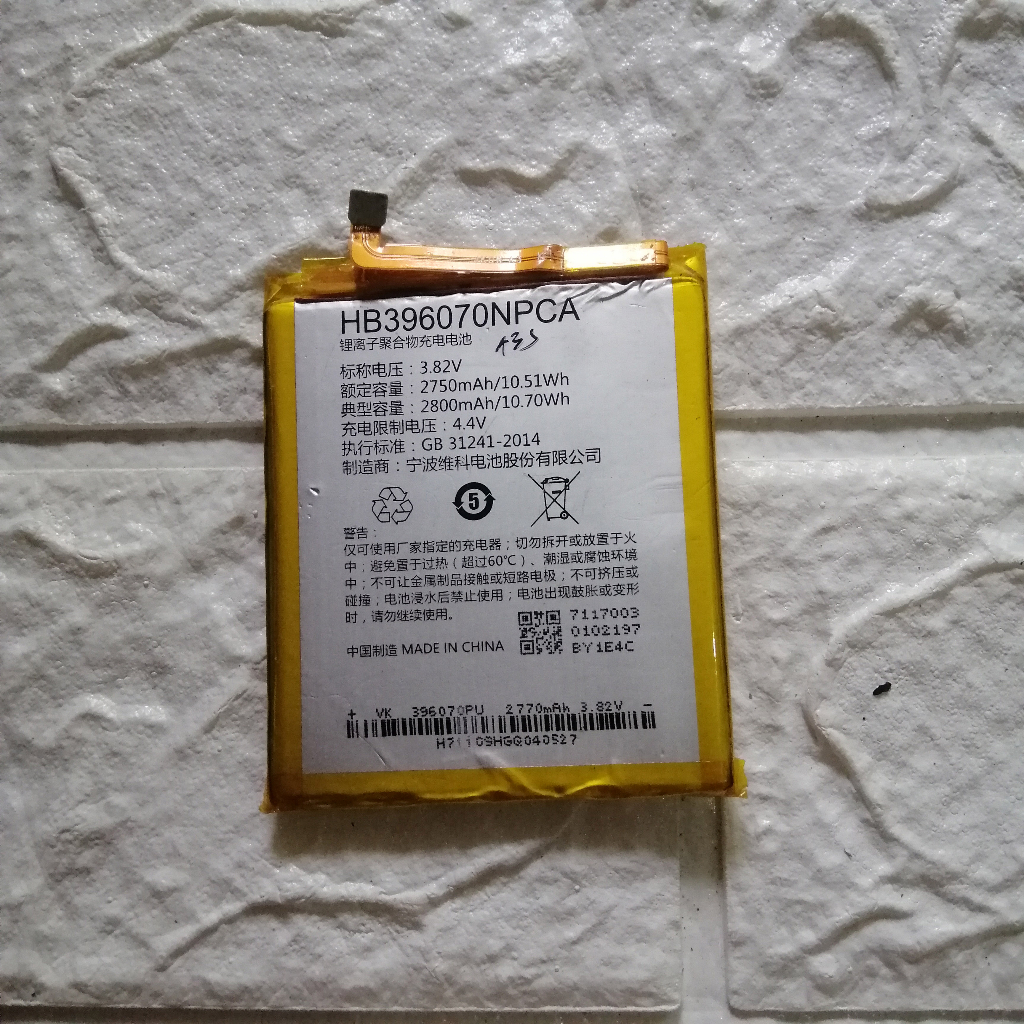 HB396070NPCA
锂离子聚合物充电电池
标称电压：3.82V
额定容量：2750mAh/10.51Wh
典型容量：2800mAh/10.70Wh
充电限制电压：4.4V
执行标准：GB 31241-2014
制造商：宁波维科电池股份有限公司
5
警告：
仅可使用厂家指定的充电器；切勿拆开或放置于火
中；避免置于过热（超过60℃）、潮湿或腐蚀环境
中；不可让金属制品接触或短路电极；不可挤压或
碰撞；电池浸水后禁止使用；电池出现鼓胀或变形
时，请勿继续使用。
7117003
0102197
BY1E4C
中国制造 MADE IN CHINA
+ VK 396070PU 2770mAh 3.82V -
H71109HGQ040527